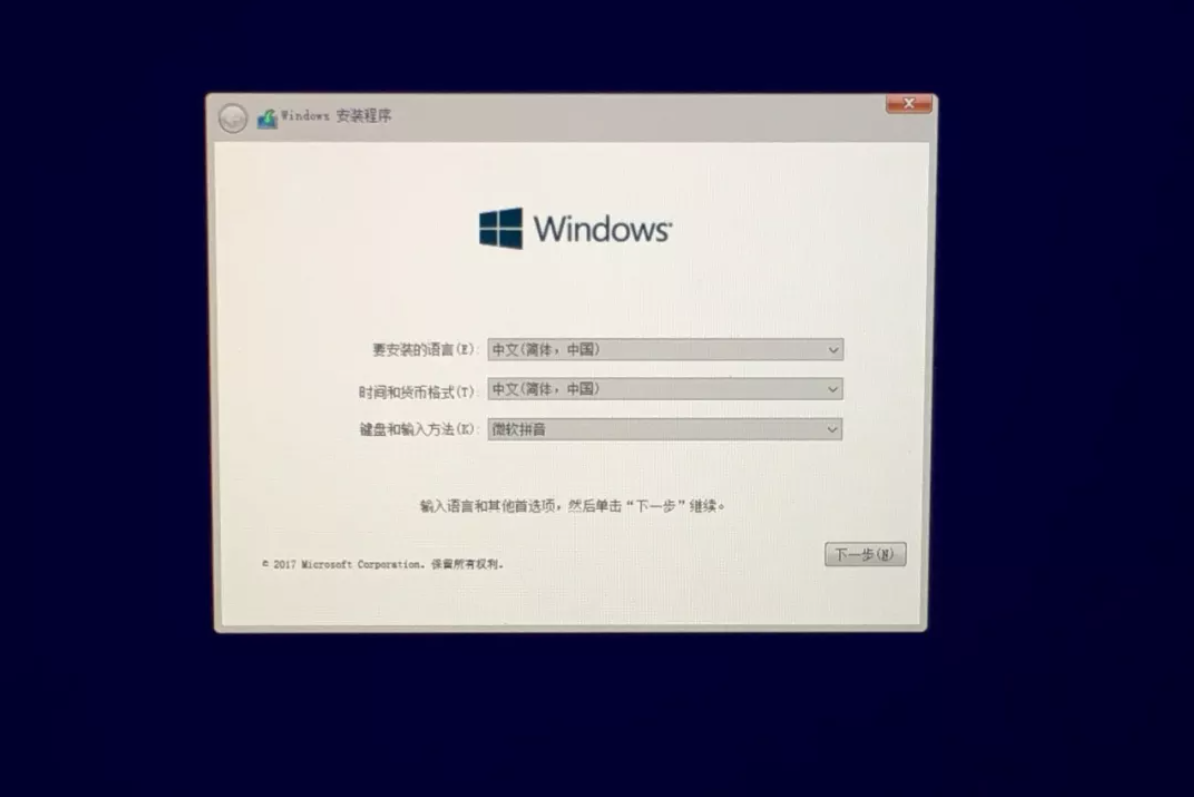 Windows 安装程序
Windows
要安装的语言(E): 中文(简体，中国)
时间和货币格式(T): 中文(简体，中国)
键盘和输入方法(K): 微软拼音
输入语言和其他首选项，然后单击“下一步”继续。
下一步(N)
© 2017 Microsoft Corporation。保留所有权利。